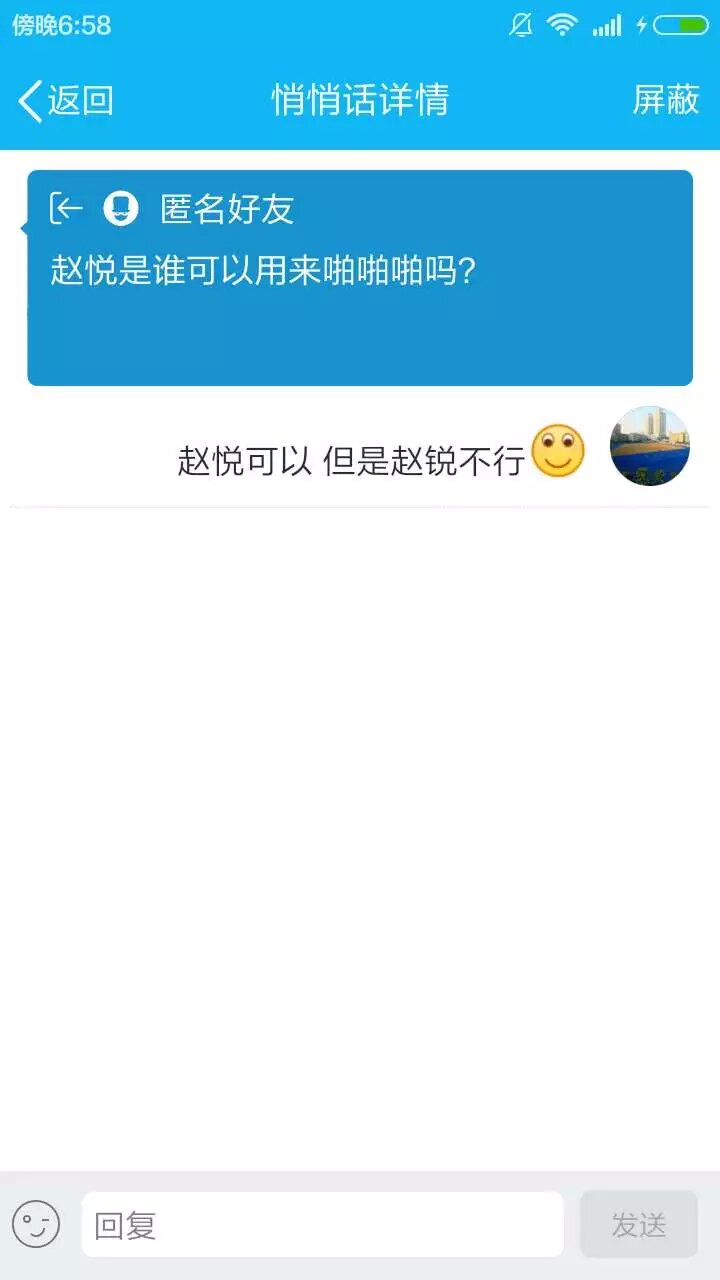 傍晚6:58
返回 悄悄话详情 屏蔽
匿名好友
赵悦是谁可以用来啪啪啪吗?
赵悦可以 但是赵锐不行
回复 发送